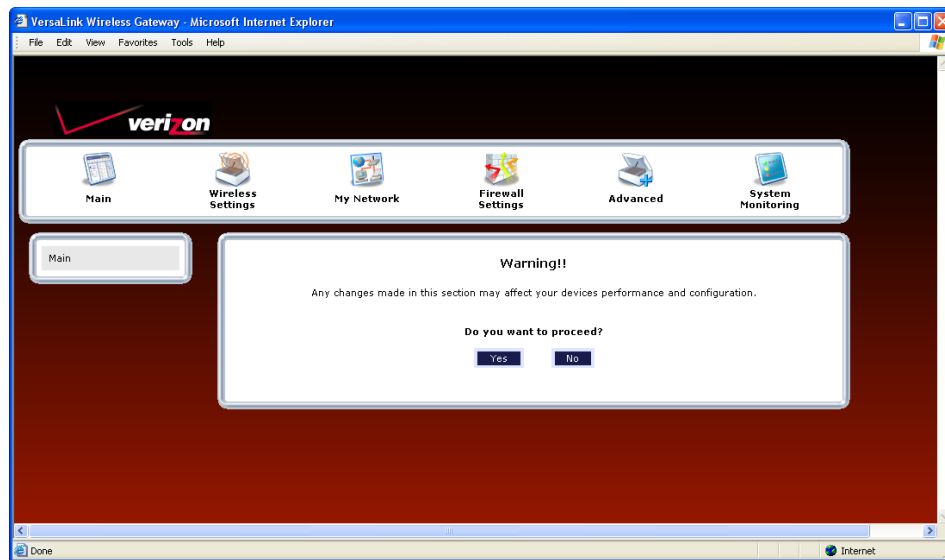 VersaLink Wireless Gateway - Microsoft Internet Explorer
File Edit View Favorites Tools Help
verizon
Main
Wireless Settings
My Network
Firewall Settings
Advanced
System Monitoring
Main
Warning!!
Any changes made in this section may affect your devices performance and configuration.
Do you want to proceed?
Yes No
Done Internet